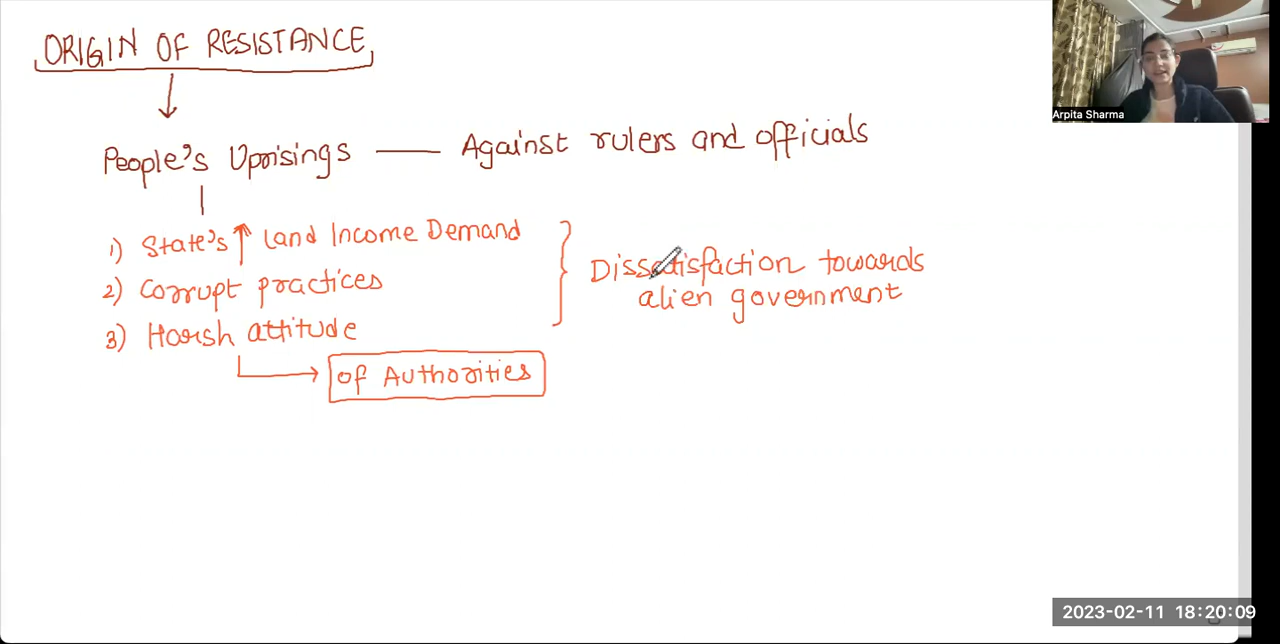 ORIGIN OF RESISTANCE
Arpita Sharma
People's Uprisings — Against rulers and officials
1) State's ↑ Land Income Demand
2) Corrupt practices
3) Harsh attitude
Dissatisfaction towards
alien government
of Authorities
2023-02-11 18:20:09